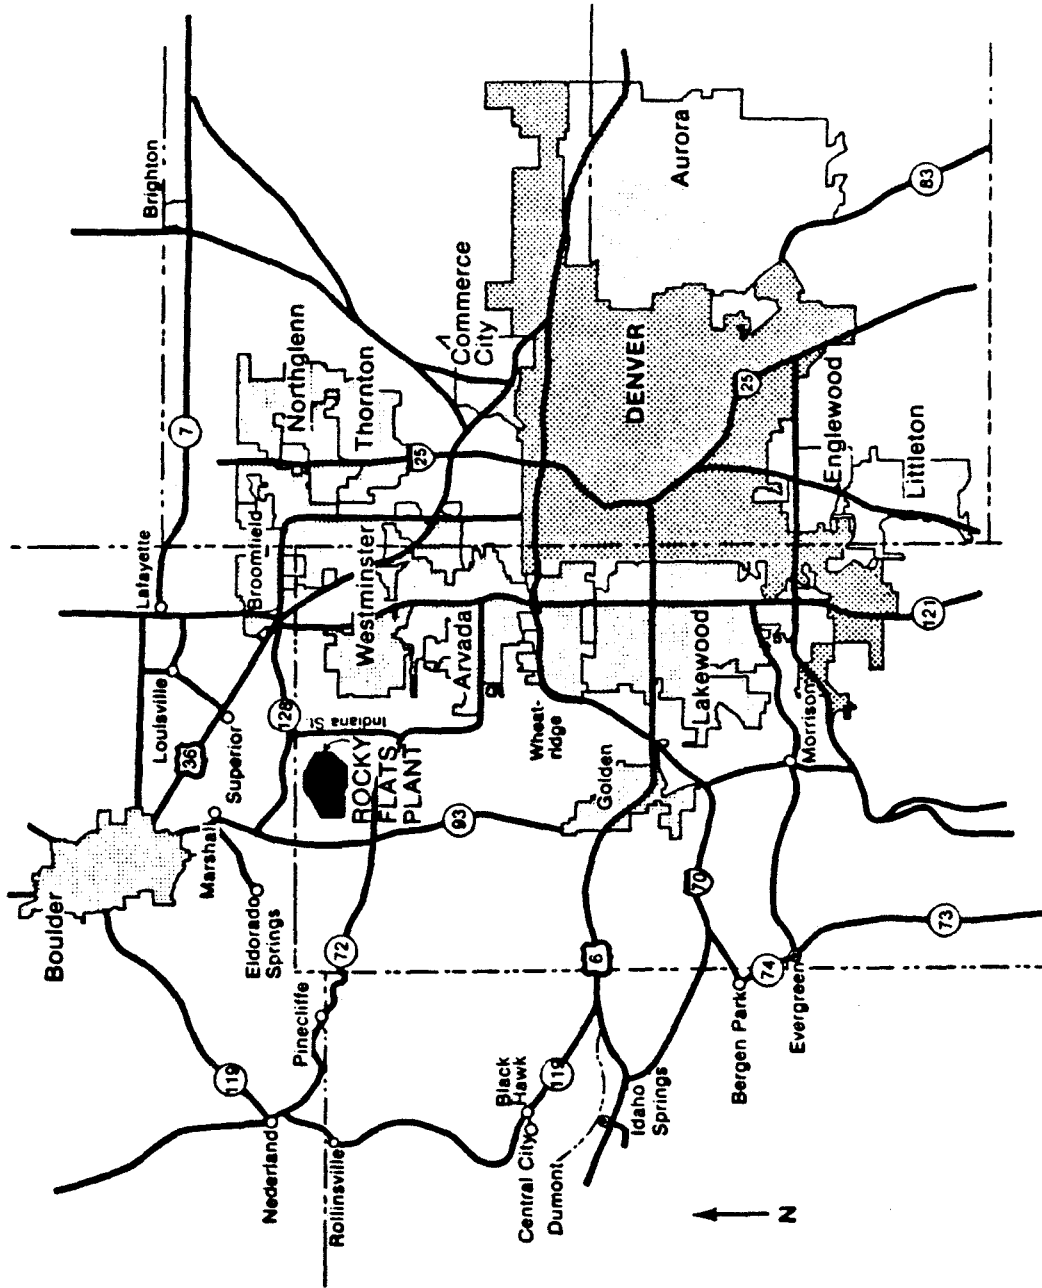 Boulder
119
Nederland
Rollinsville
Pinecliffe
72
Eldorado
Springs
Marshall
Superior
Louisville
36
Lafayette
Broomfield
7
Brighton
Northglenn
Thornton
25
Westminster
Arvada
128
Indiana St
ROCKY
FLATS
PLANT
93
Commerce
City
Aurora
DENVER
25
83
Wheat-
ridge
Golden
Lakewood
Englewood
Littleton
121
Morrison
70
6
Black
Hawk
119
Central City
Dumont
Idaho
Springs
Bergen Park
74
Evergreen
73
N